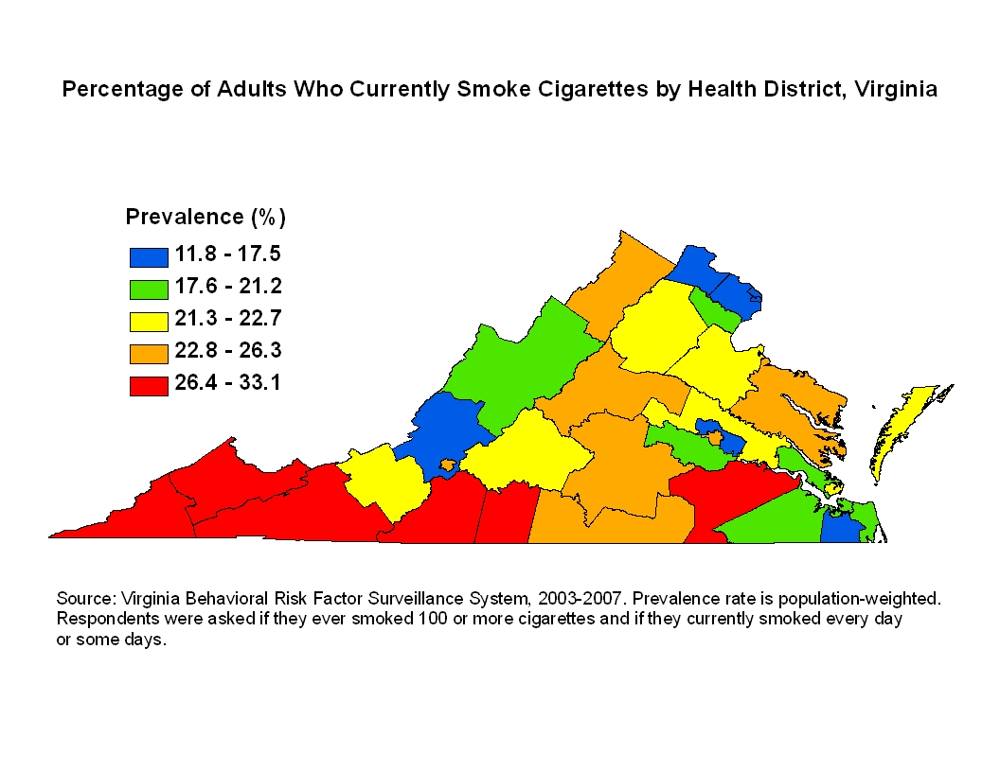 Percentage of Adults Who Currently Smoke Cigarettes by Health District, Virginia
Prevalence (%)
11.8 - 17.5
17.6 - 21.2
21.3 - 22.7
22.8 - 26.3
26.4 - 33.1
Source: Virginia Behavioral Risk Factor Surveillance System, 2003-2007. Prevalence rate is population-weighted.
Respondents were asked if they ever smoked 100 or more cigarettes and if they currently smoked every day
or some days.